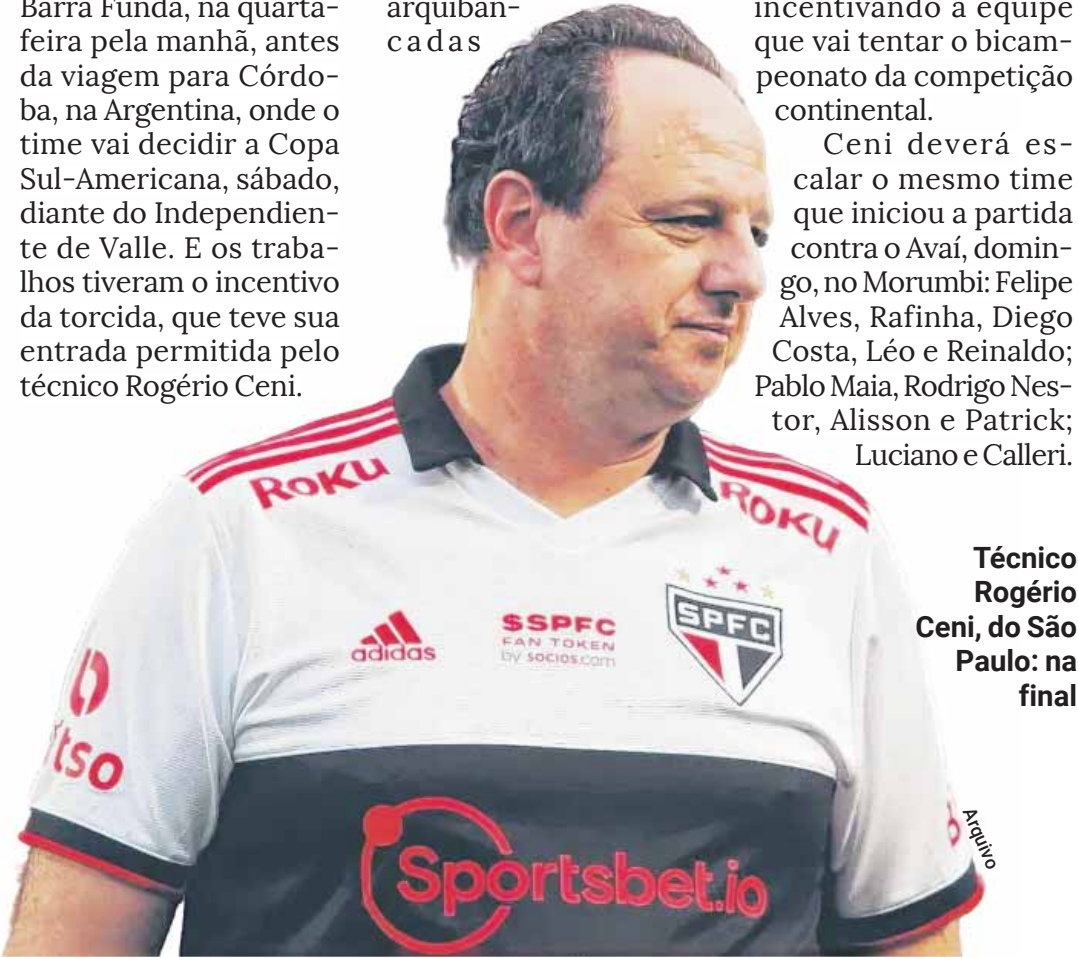 Barra Funda, na quarta-
feira pela manhã, antes
da viagem para Córdo-
ba, na Argentina, onde o
time vai decidir a Copa
Sul-Americana, sábado,
diante do Independien-
te de Valle. E os traba-
lhos tiveram o incentivo
da torcida, que teve sua
entrada permitida pelo
técnico Rogério Ceni.
arquiban-
cadas
incentivando a equipe
que vai tentar o bicam-
peonato da competição
continental.
Ceni deverá es-
calar o mesmo time
que iniciou a partida
contra o Avaí, domin-
go, no Morumbi: Felipe
Alves, Rafinha, Diego
Costa, Léo e Reinaldo;
Pablo Maia, Rodrigo Nes-
tor, Alisson e Patrick;
Luciano e Calleri.
Técnico
Rogério
Ceni, do São
Paulo: na
final
Arquivo
ROKU
ROKU
adidas
$SPFC
FAN TOKEN
by socios.com
SPFC
tso
Sportsbet.io